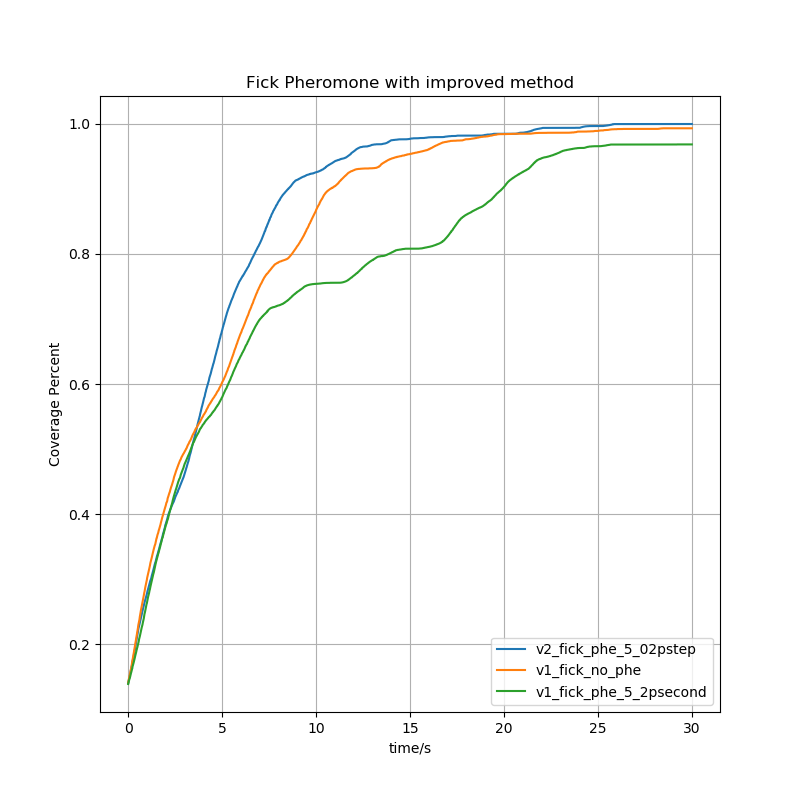 Fick Pheromone with improved method
Coverage Percent
1.0
0.8
0.6
0.4
0.2
v2_fick_phe_5_02pstep
v1_fick_no_phe
v1_fick_phe_5_2psecond
0 5 10 15 20 25 30
time/s